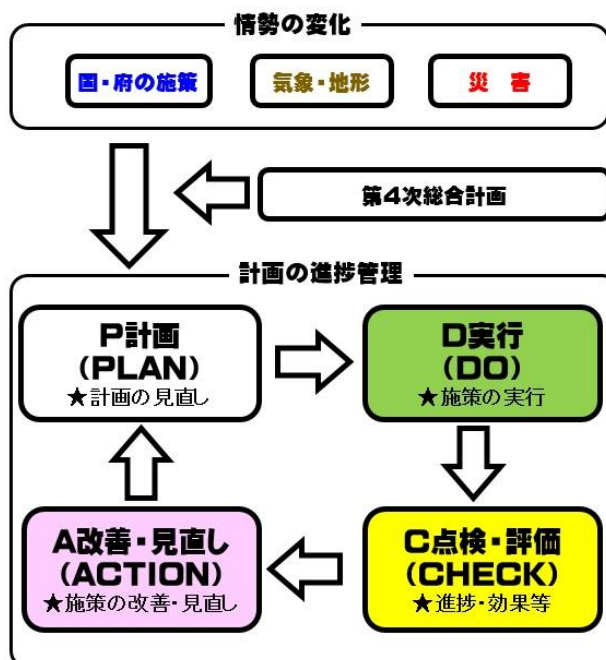 情勢の変化
国・府の施策
気象・地形
災 害
第4次総合計画
計画の進捗管理
P計画
(PLAN)
★計画の見直し
D実行
(DO)
★施策の実行
C点検・評価
(CHECK)
★進捗・効果等
A改善・見直し
(ACTION)
★施策の改善・見直し